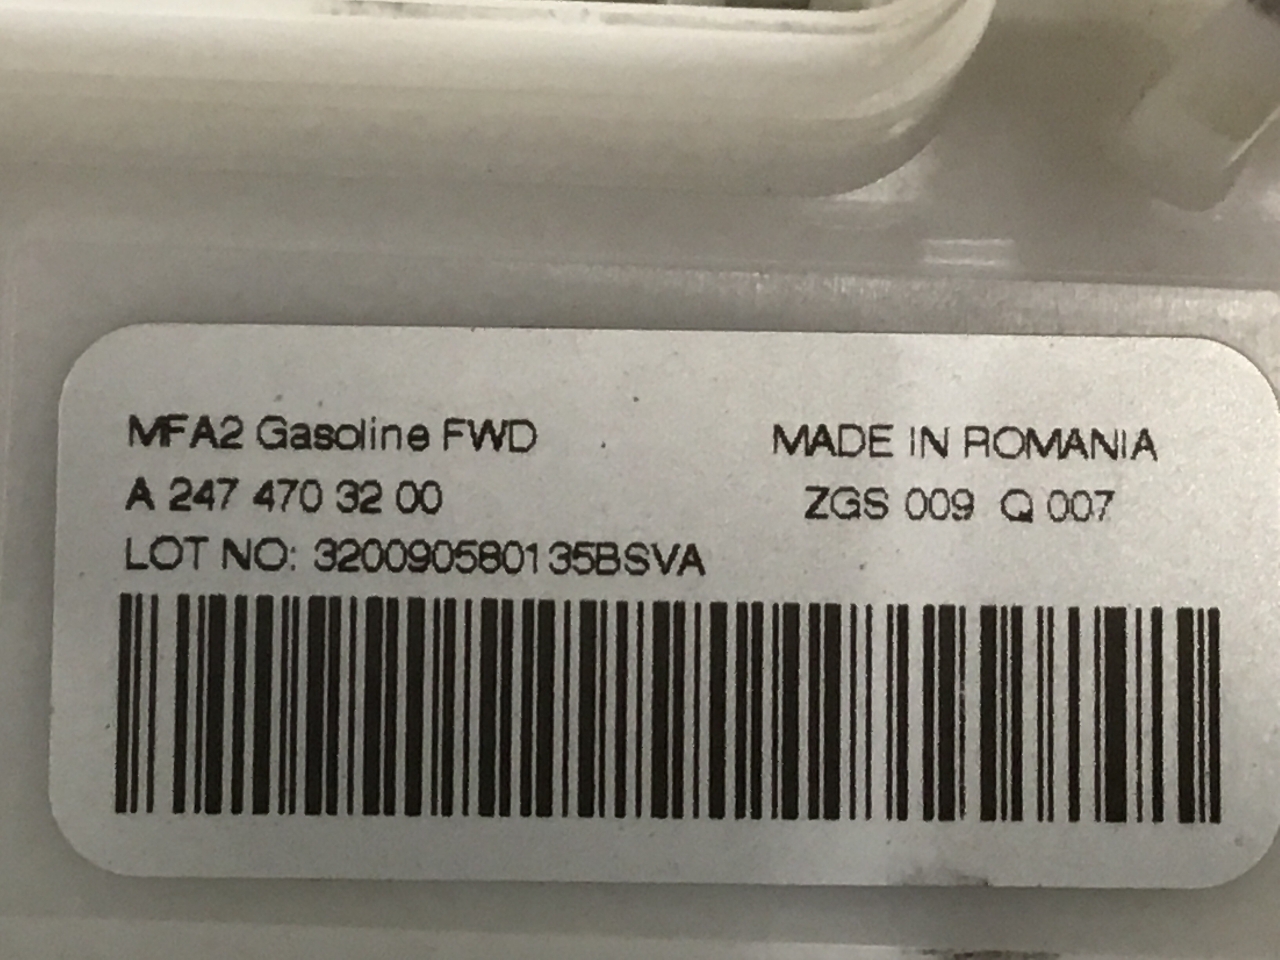 MFA2 Gasoline FWD
MADE IN ROMANIA
A 247 470 32 00
ZGS 009 Q 007
LOT NO: 320090580135BSVA